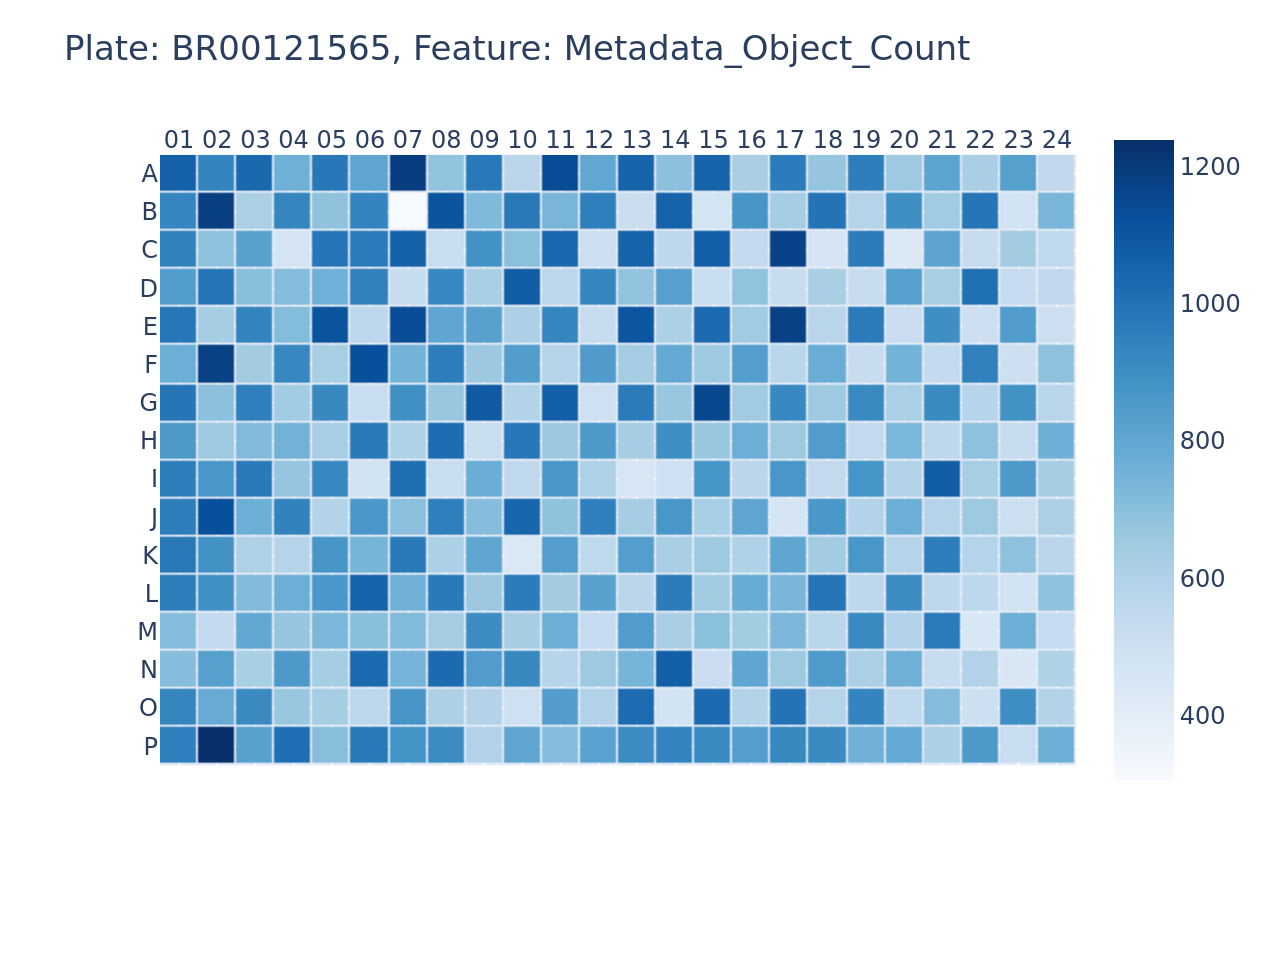 Plate: BR00121565, Feature: Metadata_Object_Count
01 02 03 04 05 06 07 08 09 10 11 12 13 14 15 16 17 18 19 20 21 22 23 24
A
B
C
D
E
F
G
H
I
J
K
L
M
N
O
P
1200
1000
800
600
400